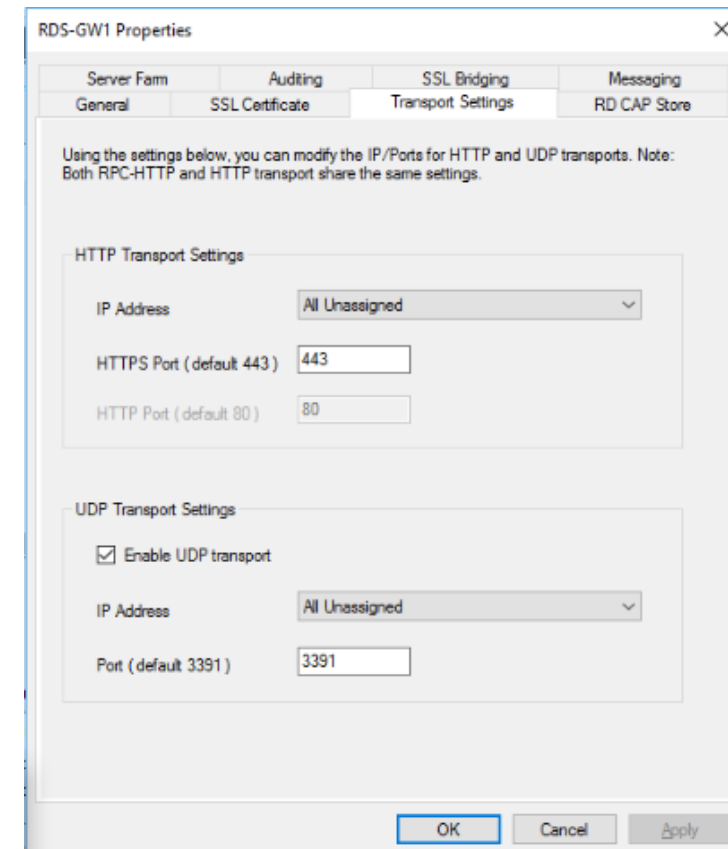 RDS-GW1 Properties
Server Farm Auditing SSL Bridging Messaging
General SSL Certificate Transport Settings RD CAP Store
Using the settings below, you can modify the IP/Ports for HTTP and UDP transports. Note:
Both RPC-HTTP and HTTP transport share the same settings.
HTTP Transport Settings
IP Address All Unassigned
HTTPS Port ( default 443 ) 443
HTTP Port ( default 80 ) 80
UDP Transport Settings
Enable UDP transport
IP Address All Unassigned
Port ( default 3391 ) 3391
OK Cancel Apply